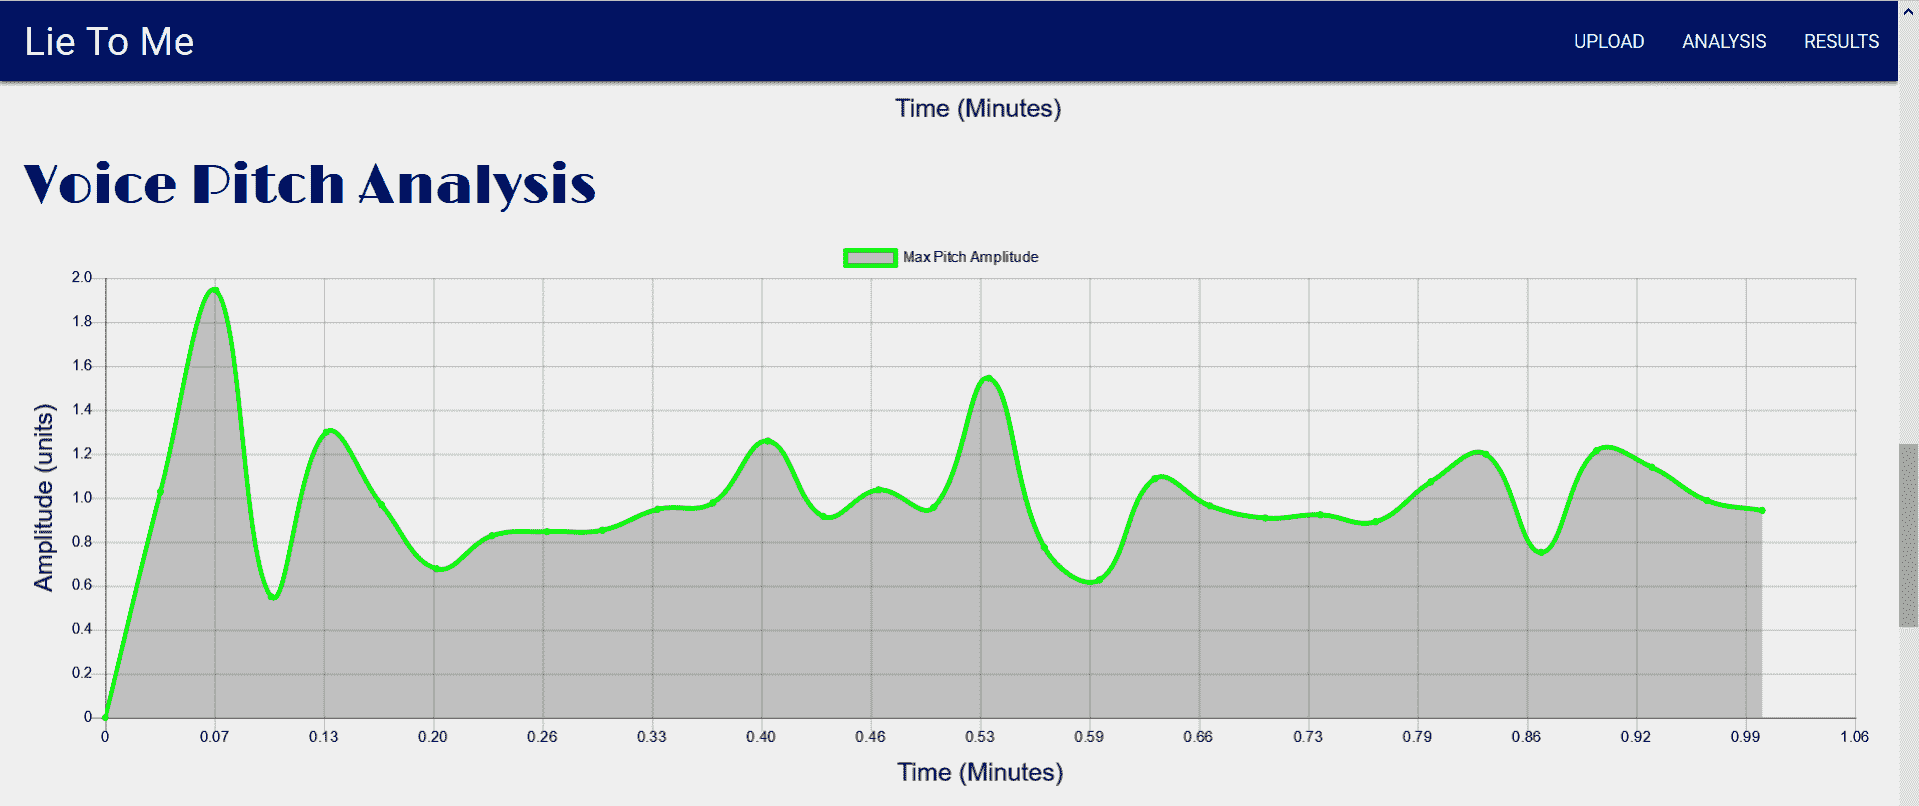 Lie To Me
UPLOAD ANALYSIS RESULTS
Time (Minutes)
Voice Pitch Analysis
Max Pitch Amplitude
2.0
1.8
1.6
1.4
1.2
1.0
0.8
0.6
0.4
0.2
0
Amplitude (units)
0 0.07 0.13 0.20 0.26 0.33 0.40 0.46 0.53 0.59 0.66 0.73 0.79 0.86 0.92 0.99 1.06
Time (Minutes)